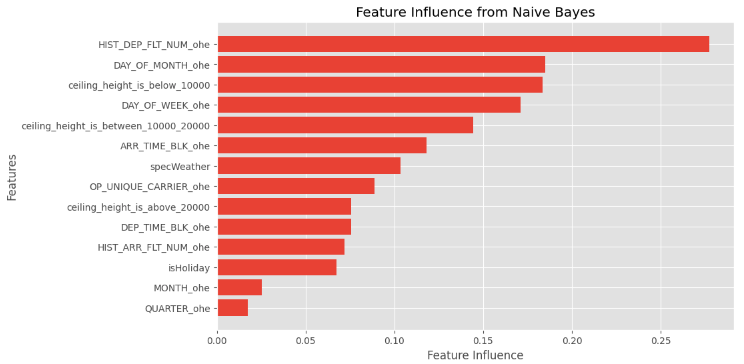 Feature Influence from Naive Bayes
HIST_DEP_FLT_NUM_ohe
DAY_OF_MONTH_ohe
ceiling_height_is_below_10000
DAY_OF_WEEK_ohe
ceiling_height_is_between_10000_20000
ARR_TIME_BLK_ohe
specWeather
OP_UNIQUE_CARRIER_ohe
ceiling_height_is_above_20000
DEP_TIME_BLK_ohe
HIST_ARR_FLT_NUM_ohe
isHoliday
MONTH_ohe
QUARTER_ohe
Features
0.00 0.05 0.10 0.15 0.20 0.25
Feature Influence